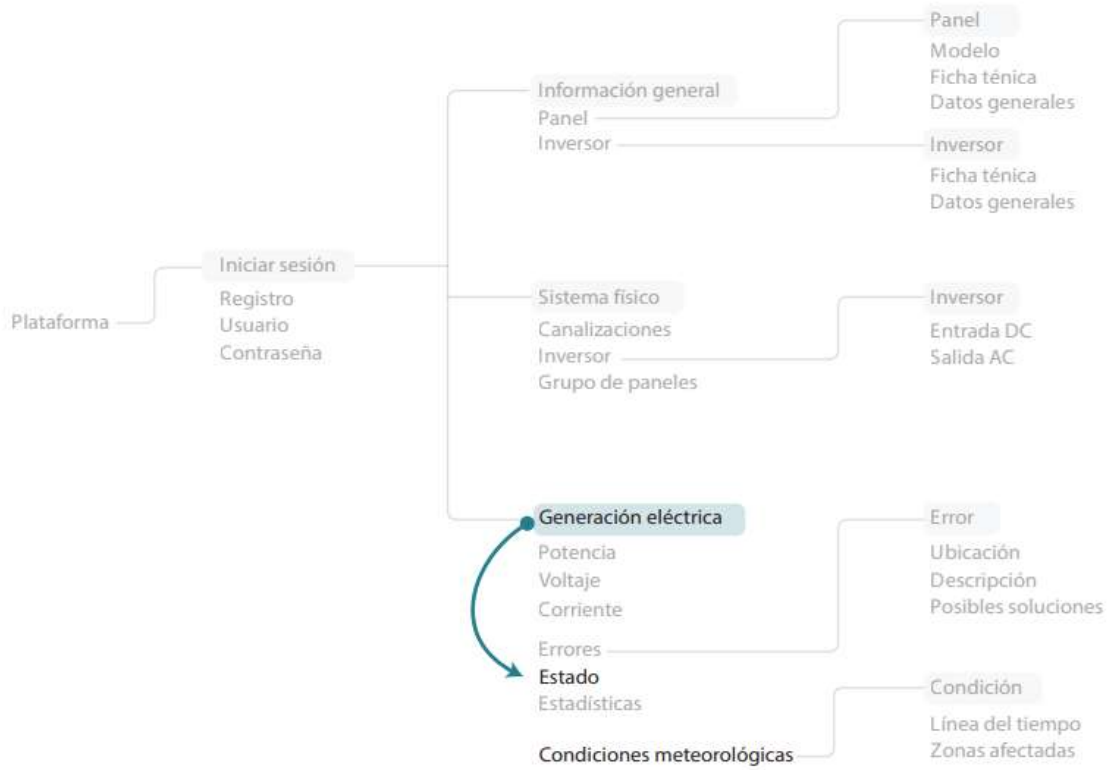 Plataforma
Iniciar sesión
Registro
Usuario
Contraseña
Información general
Panel
Inversor
Panel
Modelo
Ficha ténica
Datos generales
Inversor
Ficha ténica
Datos generales
Sistema físico
Canalizaciones
Inversor
Grupo de paneles
Inversor
Entrada DC
Salida AC
Generación eléctrica
Potencia
Voltaje
Corriente
Errores
Estado
Estadísticas
Condiciones meteorológicas
Error
Ubicación
Descripción
Posibles soluciones
Condición
Línea del tiempo
Zonas afectadas